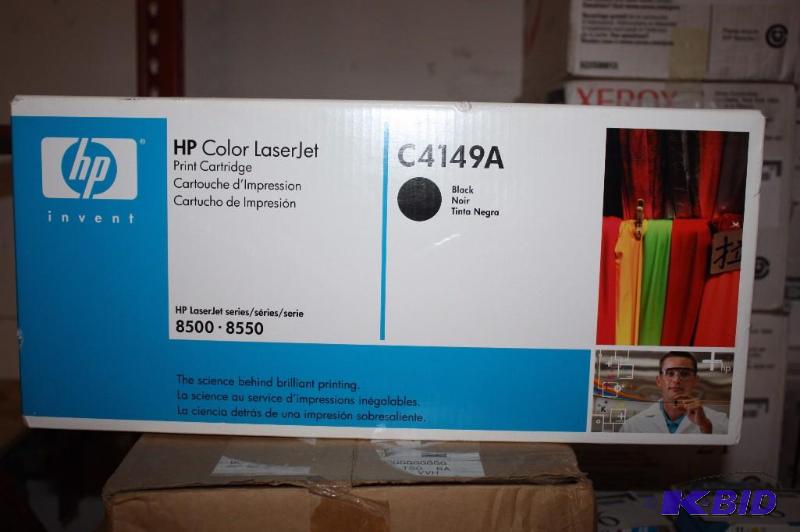 hp
invent
HP Color LaserJet
Print Cartridge
Cartouche d'Impression
Cartucho de Impresión
HP LaserJet series/séries/serie
8500 · 8550
C4149A
Black
Noir
Tinta Negra
The science behind brilliant printing.
La science au service d'impressions inégalables.
La ciencia detrás de una impresión sobresaliente.
拉
hp
XEROX
K-BID